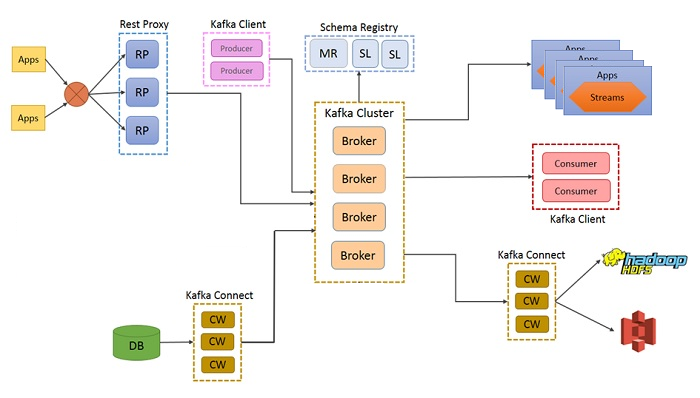 Rest Proxy
Kafka Client
Schema Registry
Apps
Apps
RP
RP
RP
Producer
Producer
MR
SL
SL
Kafka Cluster
Broker
Broker
Broker
Broker
Apps
Apps
Apps
Apps
Streams
Consumer
Consumer
Kafka Client
Kafka Connect
CW
CW
CW
hadoop
HDFS
Kafka Connect
DB
CW
CW
CW